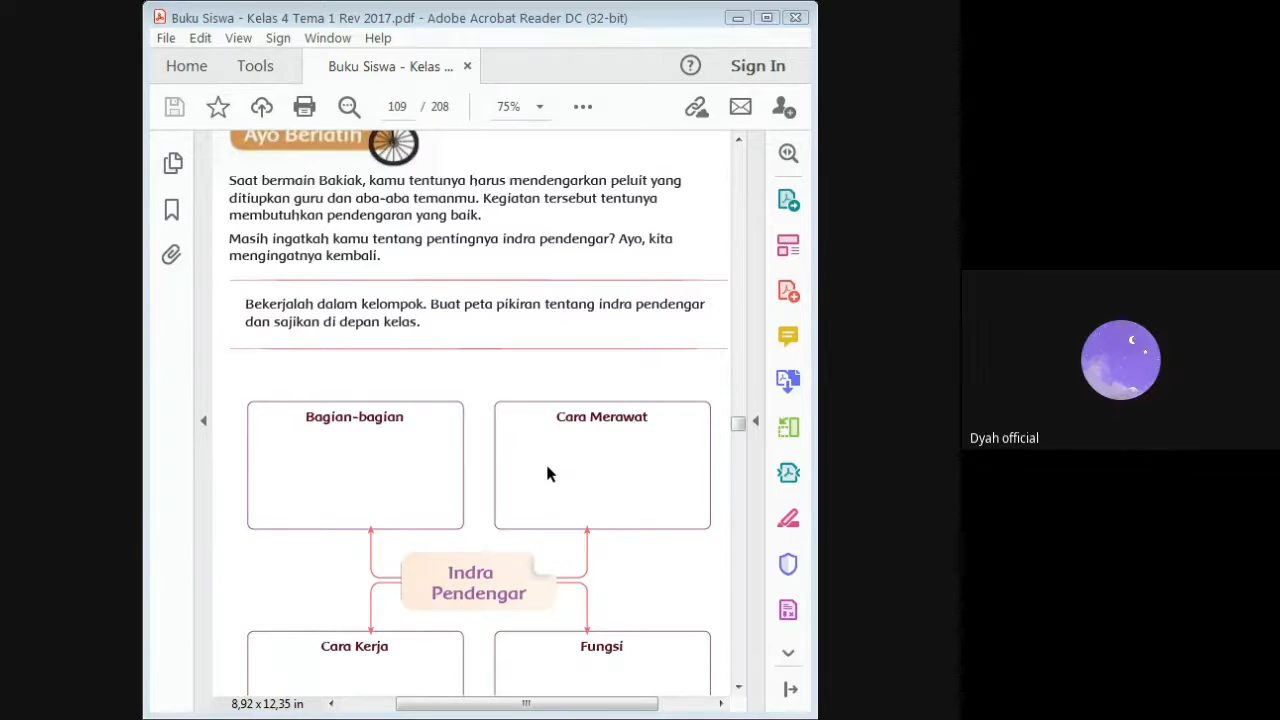 Buku Siswa - Kelas 4 Tema 1 Rev 2017.pdf - Adobe Acrobat Reader DC (32-bit)
File Edit View Sign Window Help
Home Tools Buku Siswa - Kelas ... × Sign In
109 / 208 75%
Ayo Berlatih
Saat bermain Bakiak, kamu tentunya harus mendengarkan peluit yang
ditiupkan guru dan aba-aba temanmu. Kegiatan tersebut tentunya
membutuhkan pendengaran yang baik.
Masih ingatkah kamu tentang pentingnya indra pendengar? Ayo, kita
mengingatnya kembali.
Bekerjalah dalam kelompok. Buat peta pikiran tentang indra pendengar
dan sajikan di depan kelas.
Bagian-bagian
Cara Merawat
Indra
Pendengar
Cara Kerja
Fungsi
8,92 x 12,35 in
Dyah official